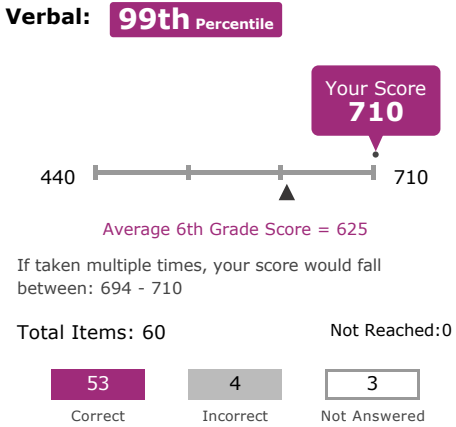 Verbal: 99th Percentile
Your Score
710
440 710
Average 6th Grade Score = 625
If taken multiple times, your score would fall
between: 694 - 710
Total Items: 60 Not Reached:0
53 4 3
Correct Incorrect Not Answered